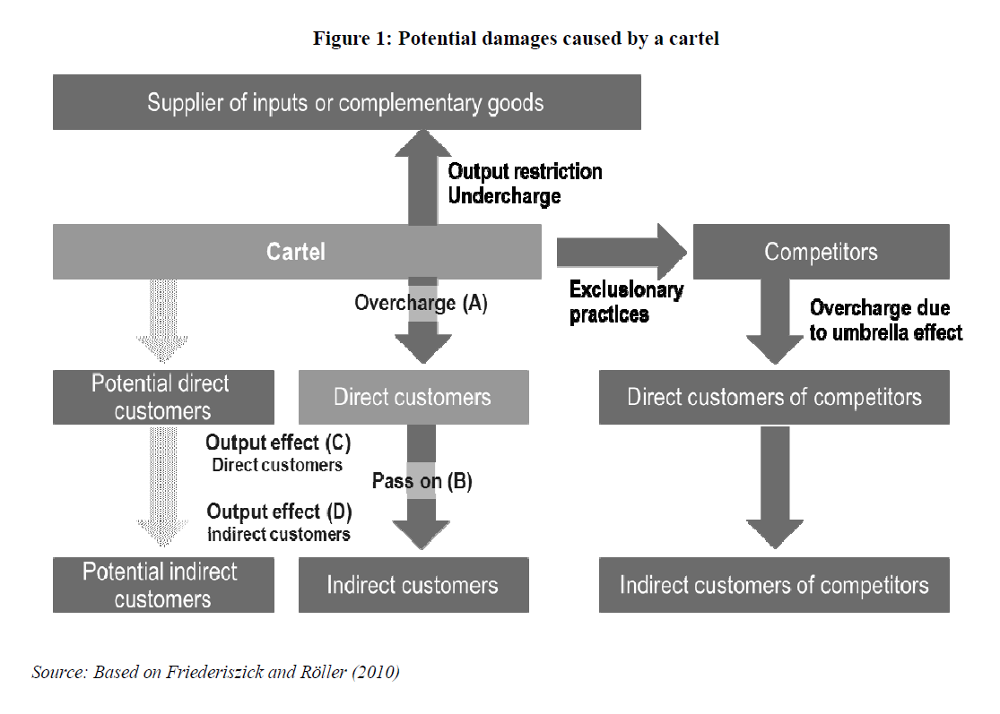 Figure 1: Potential damages caused by a cartel
Supplier of inputs or complementary goods
Output restriction
Undercharge
Cartel
Competitors
Overcharge (A)
Exclusionary
practices
Overcharge due
to umbrella effect
Potential direct
customers
Direct customers
Direct customers of competitors
Output effect (C)
Direct customers
Pass on (B)
Output effect (D)
Indirect customers
Potential indirect
customers
Indirect customers
Indirect customers of competitors
Source: Based on Friederiszick and Röller (2010)